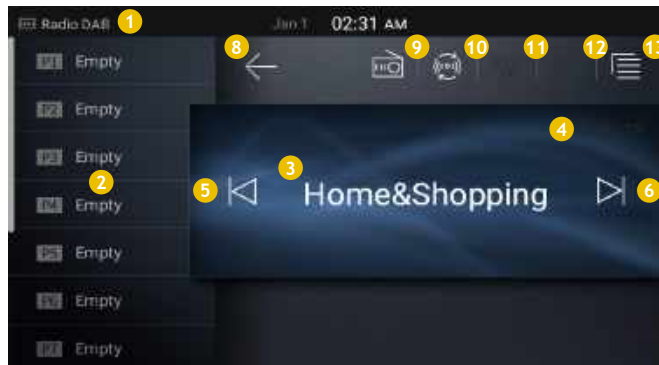 Radio DAB 1 Jan 1 02:31 AM
8 9 10 11 12 13
P1 Empty
P2 Empty
P3 Empty
4
2
3
P4 Empty
5 Home&Shopping 6
P5 Empty
P6 Empty
P7 Empty